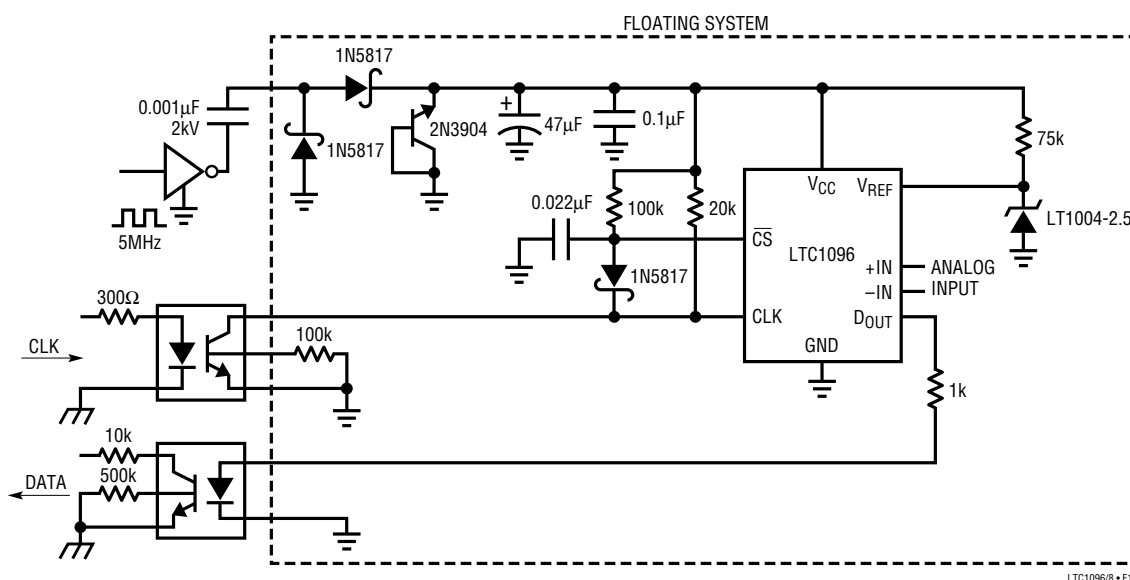 FLOATING SYSTEM
1N5817
0.001µF
2kV
1N5817
2N3904
+
47µF
0.1µF
75k
5MHz
0.022µF
100k
20k
VCC
VREF
LT1004-2.5
CS
LTC1096
1N5817
+IN
–IN
ANALOG
INPUT
300Ω
CLK
DOUT
CLK
100k
GND
1k
10k
500k
DATA